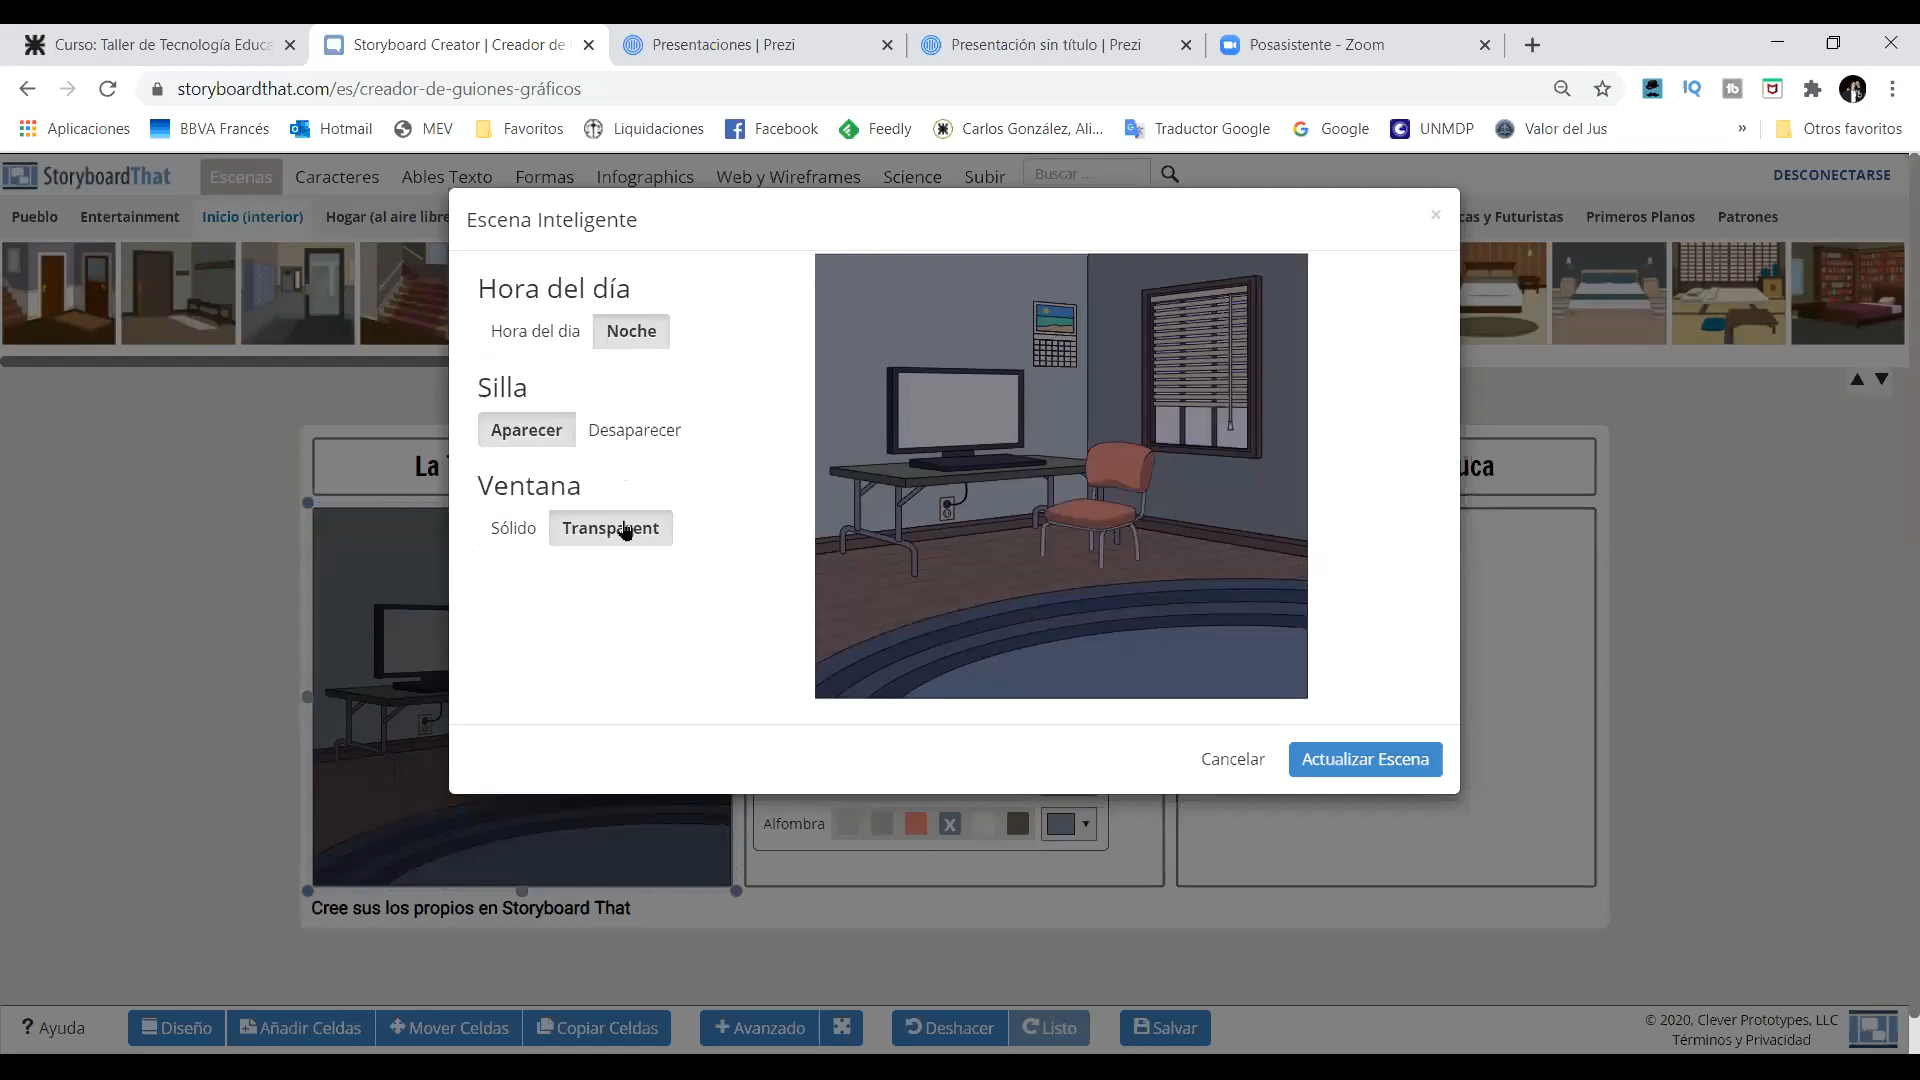 Curso: Taller de Tecnología Educa
Storyboard Creator | Creador de
Presentaciones | Prezi
Presentación sin título | Prezi
Posasistente - Zoom
storyboardthat.com/es/creador-de-guiones-gráficos
Aplicaciones
BBVA Francés
Hotmail
MEV
Favoritos
Liquidaciones
Facebook
Feedly
Carlos González, Ali...
Traductor Google
Google
UNMDP
Valor del Jus
»
Otros favoritos
StoryboardThat
Escenas
Caracteres
Ables Texto
Formas
Infographics
Web y Wireframes
Science
Subir
Buscar ...
DESCONECTARSE
Pueblo
Entertainment
Inicio (interior)
Hogar (al aire libre
cas y Futuristas
Primeros Planos
Patrones
Escena Inteligente
×
Hora del día
Hora del dia
Noche
Silla
Aparecer
Desaparecer
Ventana
Sólido
Transparent
Cancelar
Actualizar Escena
La
uca
Alfombra
X
Cree sus los propios en Storyboard That
? Ayuda
Diseño
Añadir Celdas
Mover Celdas
Copiar Celdas
+ Avanzado
Deshacer
Listo
Salvar
© 2020, Clever Prototypes, LLC
Términos y Privacidad